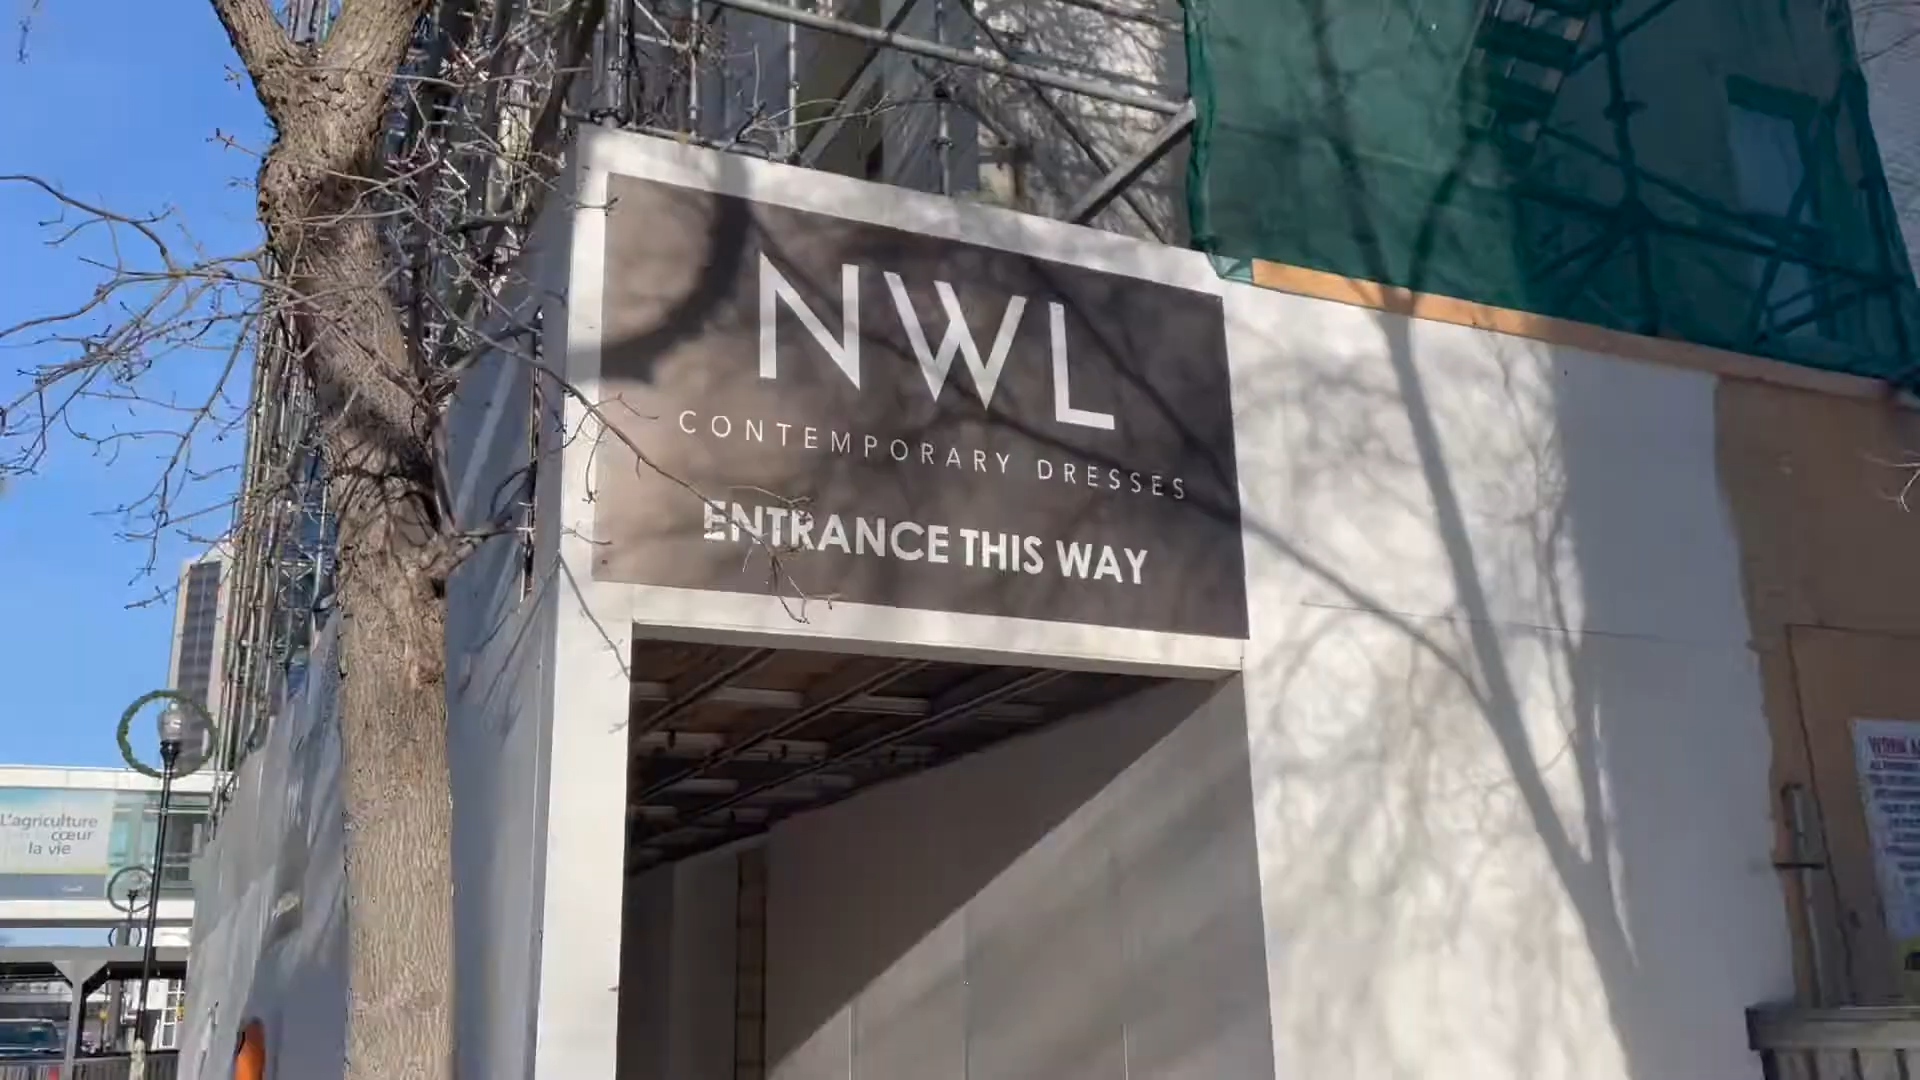 NWL
CONTEMPORARY DRESSES
ENTRANCE THIS WAY
L'agriculture
cœur
la vie